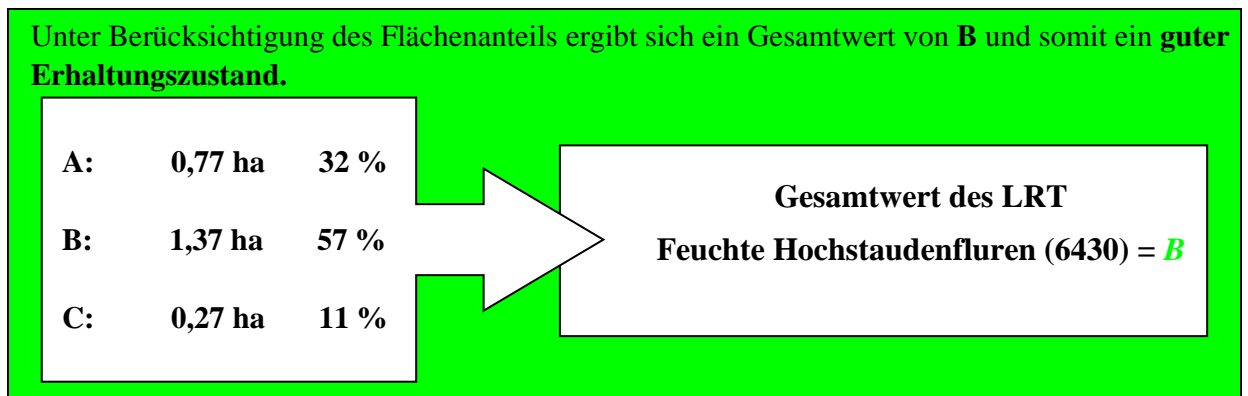 Unter Berücksichtigung des Flächenanteils ergibt sich ein Gesamtwert von B und somit ein guter
Erhaltungszustand.
A: 0,77 ha 32 %
B: 1,37 ha 57 %
C: 0,27 ha 11 %
Gesamtwert des LRT
Feuchte Hochstaudenfluren (6430) = B